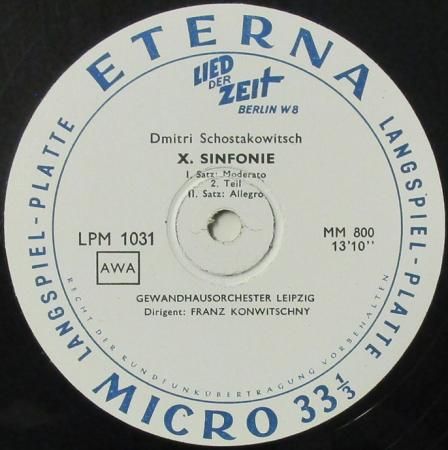 ETERNA
LIED
DER
ZEIT
BERLIN W8
Dmitri Schostakowitsch
X. SINFONIE
I. Satz: Moderato
2. Teil
II. Satz: Allegro
LPM 1031
AWA
MM 800
13'10''
GEWANDHAUSORCHESTER LEIPZIG
Dirigent: FRANZ KONWITSCHNY
LANGSPIEL-PLATTE
LANGSPIEL-PLATTE
RECHT DER RUNDFUNKÜBERTRAGUNG VORBEHALTEN
MICRO 33 1/3